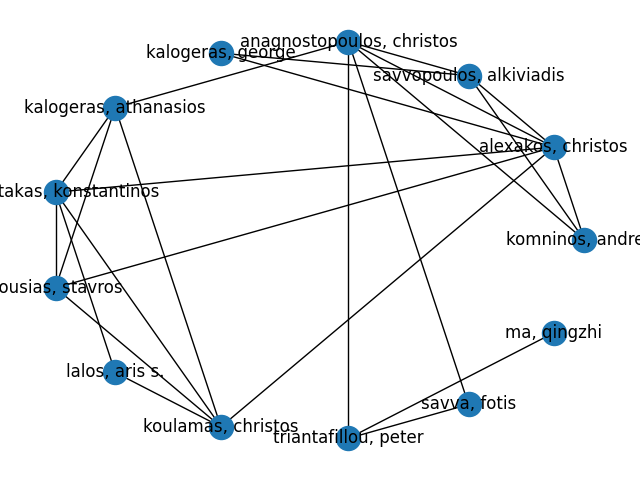 anagnostopoulos, christos
kalogeras, george
savvopoulos, alkiviadis
kalogeras, athanasios
alexakos, christos
takas, konstantinos
komninos, andre
ousias, stavros
ma, qingzhi
lalos, aris s.
savva, fotis
koulamas, christos
triantafillou, peter